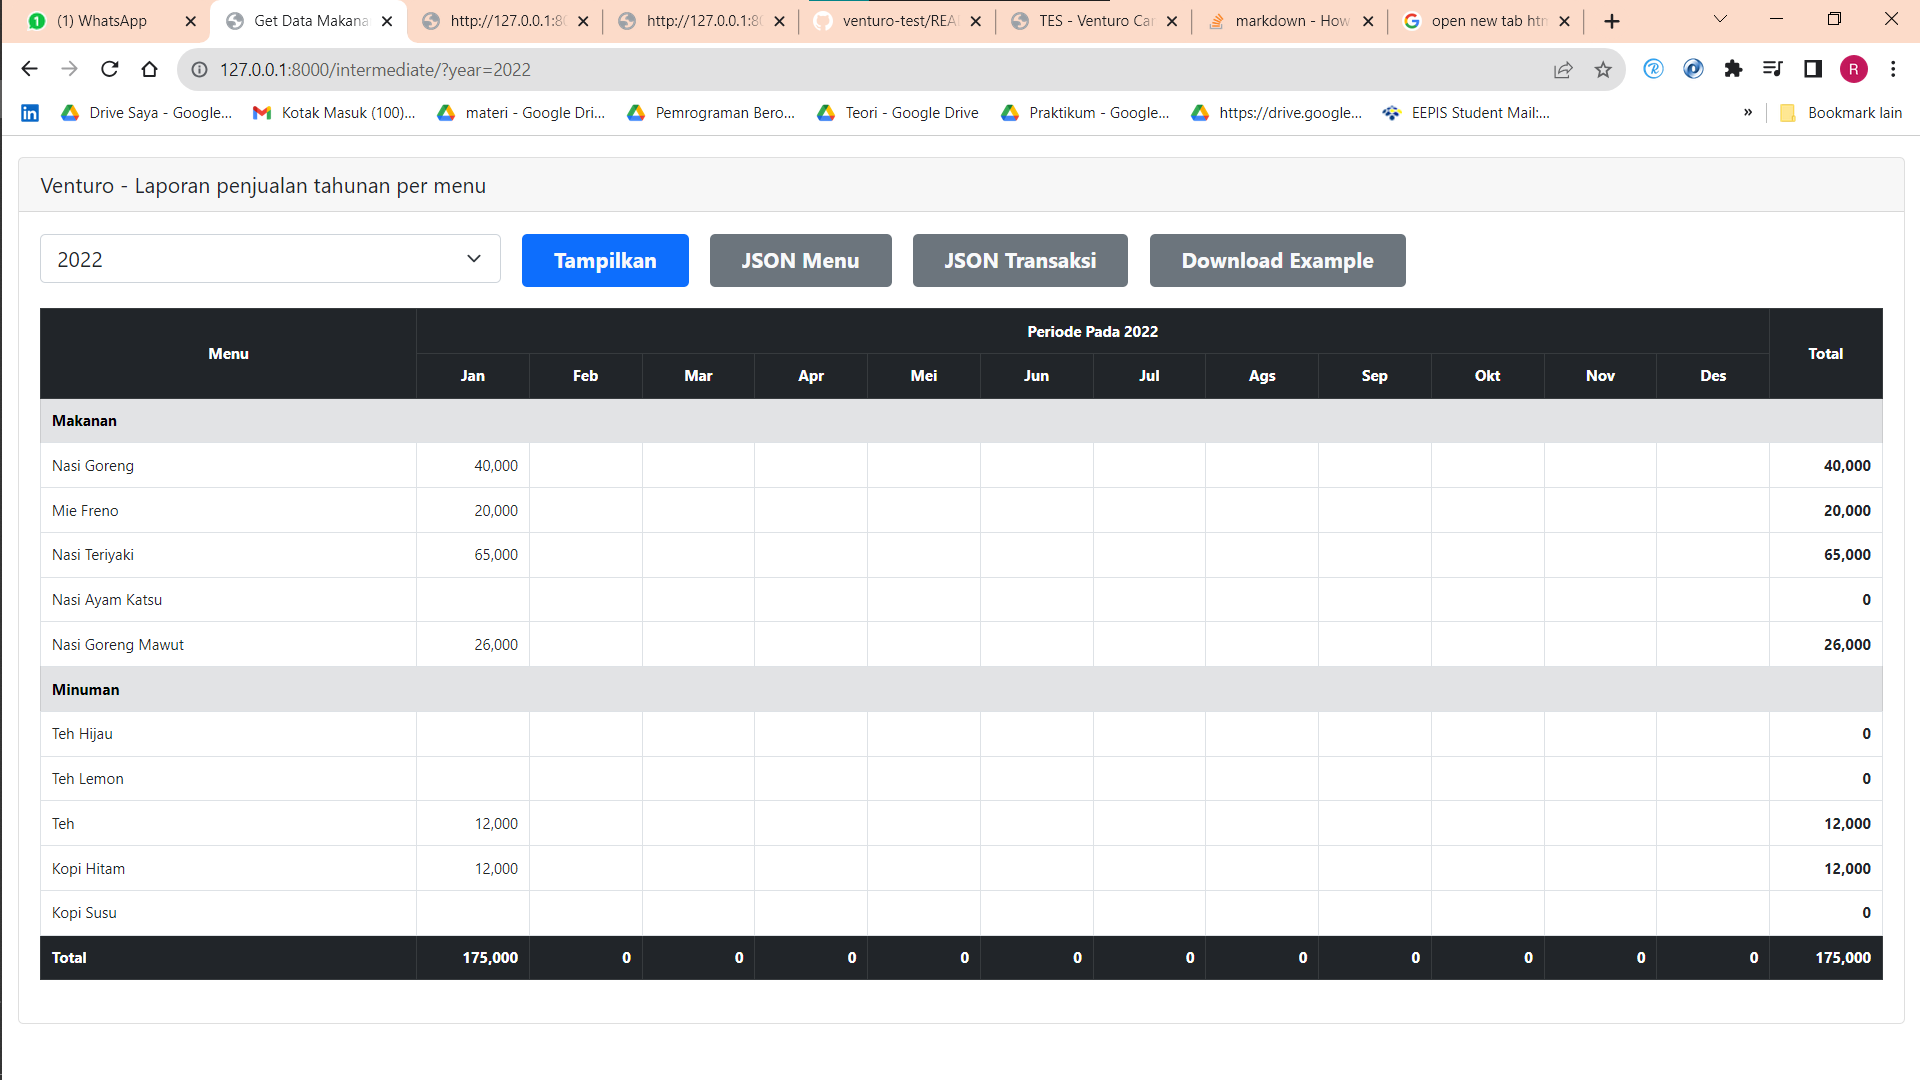 (1) WhatsApp
Get Data Makana
http://127.0.0.1:80
http://127.0.0.1:80
venturo-test/REA
TES - Venturo Ca
markdown - How
open new tab htm
127.0.0.1:8000/intermediate/?year=2022
R
R
in
Drive Saya - Google...
Kotak Masuk (100)...
materi - Google Dri...
Pemrograman Bero...
Teori - Google Drive
Praktikum - Google...
https://drive.google...
EEPIS Student Mail:...
»
Bookmark lain
Venturo - Laporan penjualan tahunan per menu
2022
Tampilkan
JSON Menu
JSON Transaksi
Download Example
Menu Periode Pada 2022 Total
Jan Feb Mar Apr Mei Jun Jul Ags Sep Okt Nov Des
Makanan
Nasi Goreng 40,000 40,000
Mie Freno 20,000 20,000
Nasi Teriyaki 65,000 65,000
Nasi Ayam Katsu 0
Nasi Goreng Mawut 26,000 26,000
Minuman
Teh Hijau 0
Teh Lemon 0
Teh 12,000 12,000
Kopi Hitam 12,000 12,000
Kopi Susu 0
Total 175,000 0 0 0 0 0 0 0 0 0 0 0 175,000